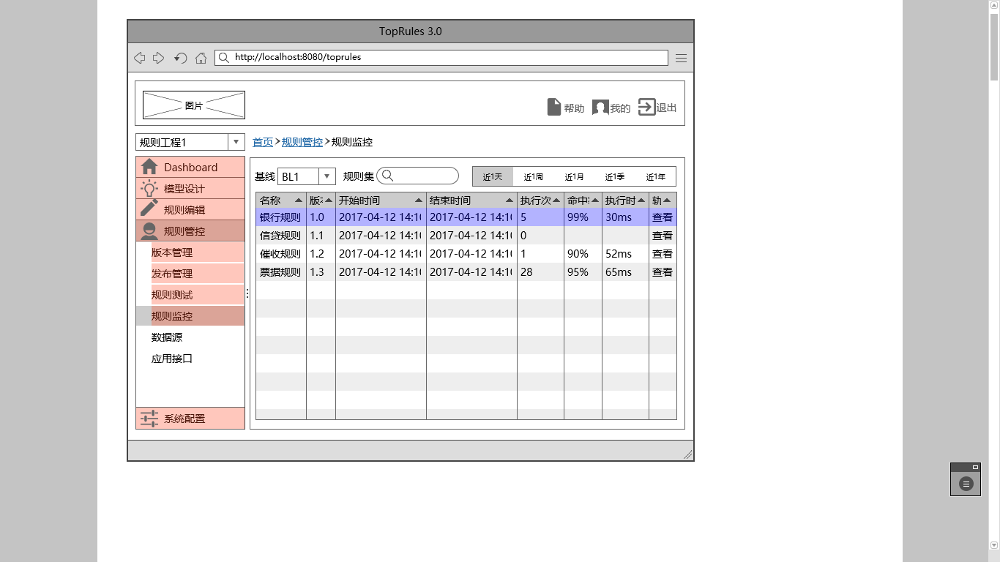 TopRules 3.0
http://localhost:8080/toprules
图片
帮助 我的 退出
规则工程1
首页 规则管控 规则监控
Dashboard
模型设计
规则编辑
规则管控
版本管理
发布管理
规则测试
规则监控
数据源
应用接口
系统配置
基线 BL1 规则集 近1天 近1周 近1月 近1季 近1年
名称 版 开始时间 结束时间 执行次 命中 执行时 轨
银行规则 1.0 2017-04-12 14:1 2017-04-12 14:1 5 99% 30ms 查看
信贷规则 1.1 2017-04-12 14:1 2017-04-12 14:1 0 查看
催收规则 1.2 2017-04-12 14:1 2017-04-12 14:1 1 90% 52ms 查看
票据规则 1.3 2017-04-12 14:1 2017-04-12 14:1 28 95% 65ms 查看